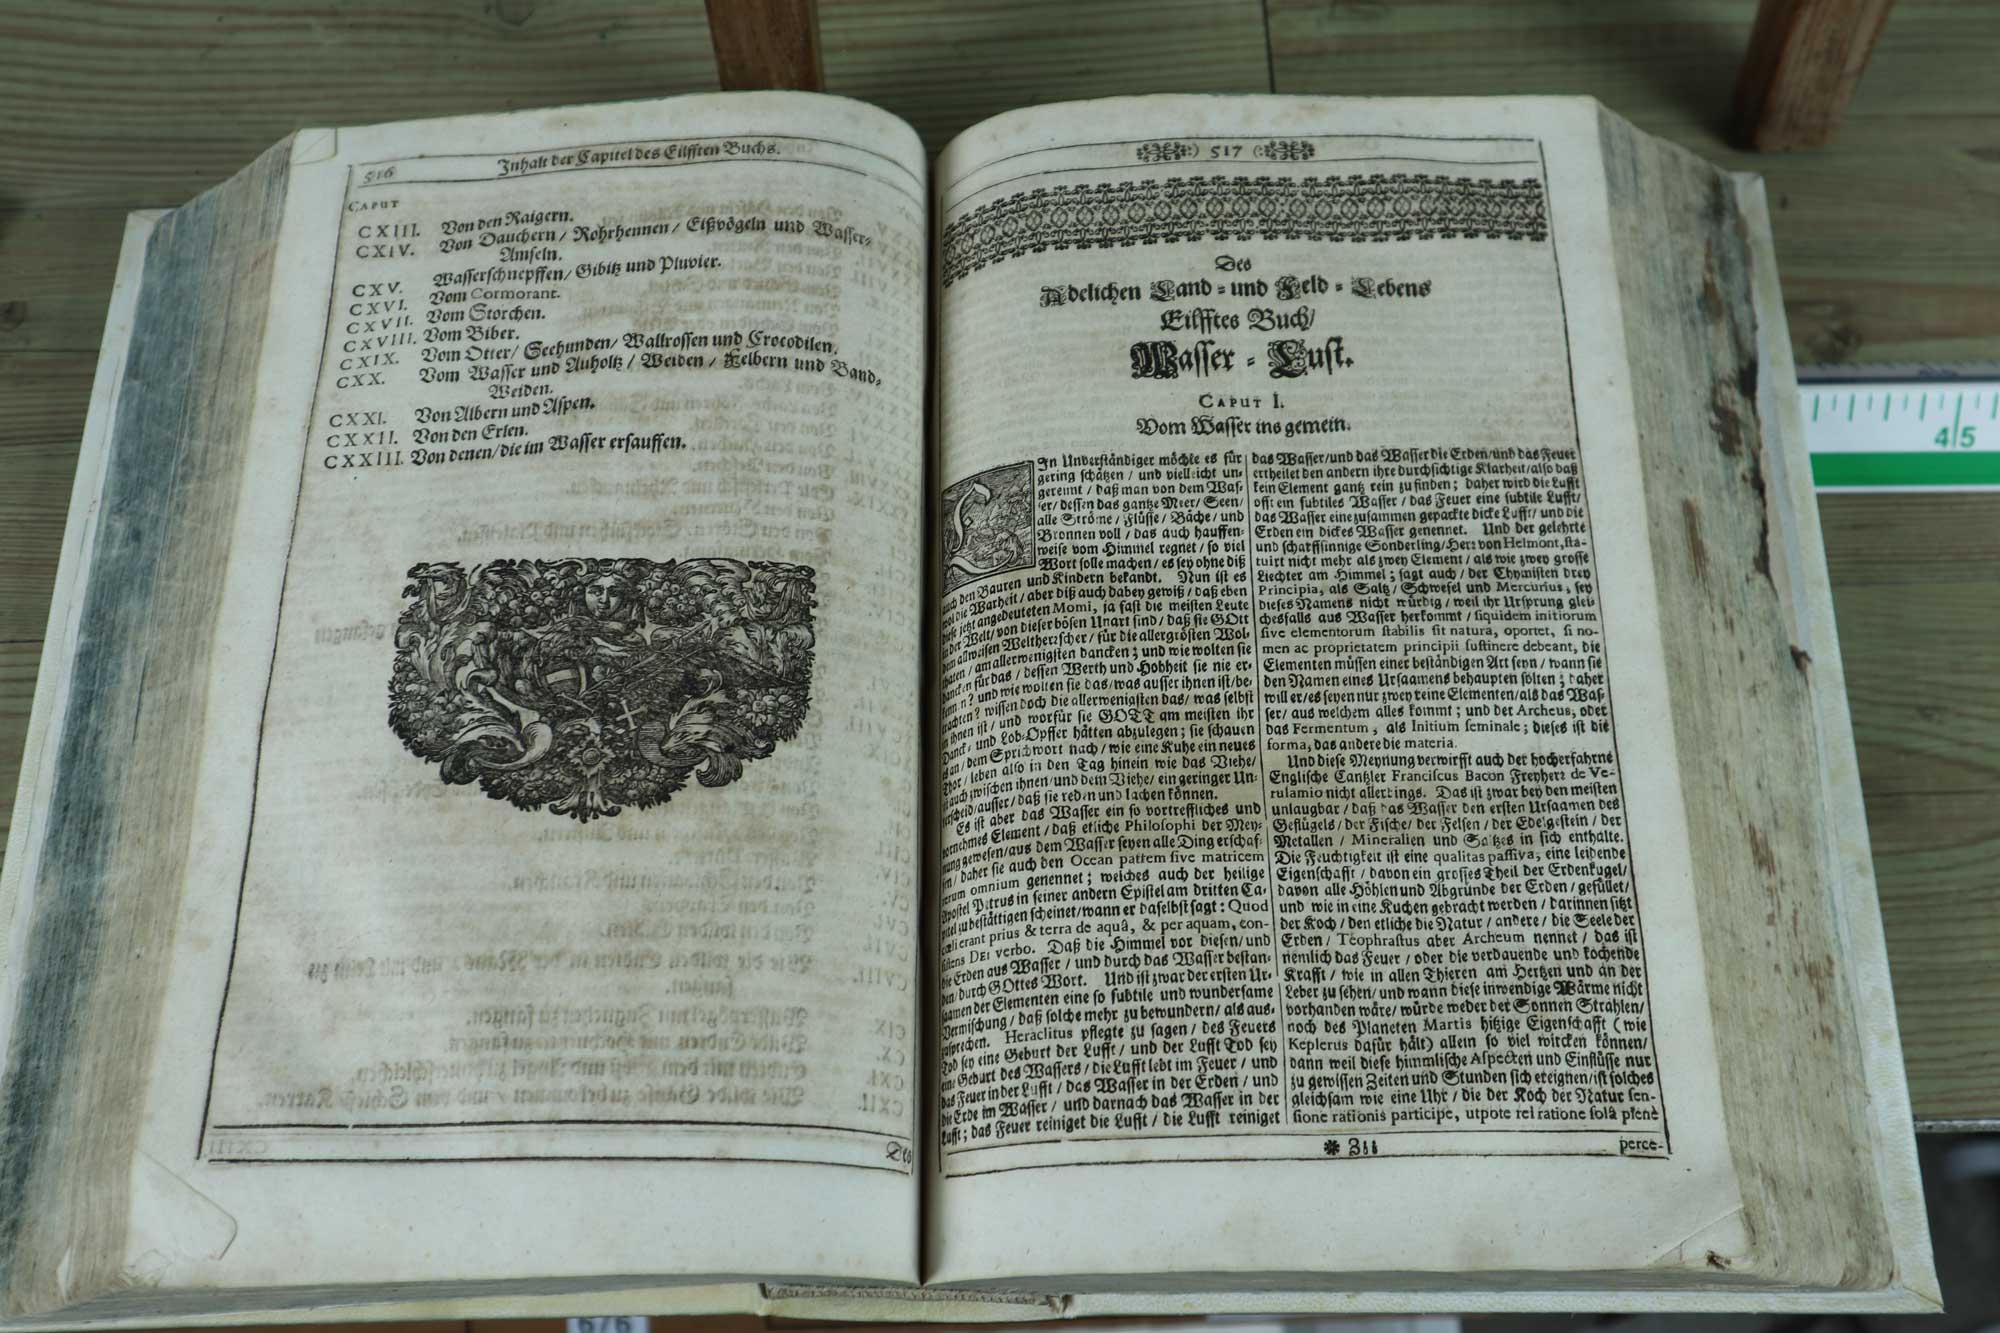 516
Inhalt der Capitel des Eilfften Buchs.
CAPUT
CXIII. Von den Raigern.
CXIV. Von Dauchern / Rohrhennen / Eißvögeln und Wasser-
Amseln.
CXV. Wasserschnepffen / Gibitz und Pluvier.
CXVI. Vom Cormorant.
CXVII. Vom Storchen.
CXVIII. Vom Biber.
CXIX. Vom Otter / Seehunden / Wallrossen und Crocodilen.
CXX. Vom Wasser und Auholtz / Weiden / Felbern und Band-
Weiden.
CXXI. Von Albern und Aspen.
CXXII. Von den Erlen.
CXXIII. Von denen / die im Wasser ersauffen.
Des
:) 517 (:
Des
Adelichen Land- und Feld-Lebens
Eilfftes Buch /
Wasser-Lust.
CAPUT I.
Vom Wasser ins gemein.
EIn Unverständiger möchte es für
gering schätzen / und vielleicht un-
gereimt / daß man von dem Was-
ser / dessen das gantze Meer / Seen /
alle Ströme / Flüsse / Bäche / und
Bronnen voll / das auch hauffen-
weise vom Himmel regnet / so viel
Wort solle machen / es sey ohne diß
auch den Bauren und Kindern bekandt. Nun ist es
wol die Warheit / aber diß auch dabey gewiß / daß eben
diese jetzt angedeuteten Momi, ja fast die meisten Leute
in der Welt / von dieser bösen Unart sind / daß sie GOtt
dem allweisen Weltherrscher / für die allergrösten Wol-
thaten / am allerwenigsten dancken; und wie wolten sie
dancken für das / dessen Werth und Hohheit sie nie er-
kennen? und wie wolten sie das / was ausser ihnen ist / be-
trachten? wissen doch die allerwenigsten das / was selbst
in ihnen ist / und worfür sie GOTT am meisten ihr
Danck- und Lob-Opffer hätten abzulegen; sie schauen
es an / dem Sprichwort nach / wie eine Kuhe ein neues
Thor / leben also in den Tag hinein wie das Viehe /
ist auch zwischen ihnen / und dem Viehe / ein geringer Un-
terscheid / ausser / daß sie reden und lachen können.
Es ist aber das Wasser ein so vortreffliches und
vornehmes Element / daß etliche Philosophi der Mey-
nung gewesen / aus dem Wasser seyen alle Ding erschaf-
fen / daher sie auch den Ocean patrem sive matricem
rerum omnium genennet; welches auch der heilige
Apostel Petrus in seiner andern Epistel am dritten Ca-
pitel zu bestättigen scheinet / wann er daselbst sagt: Quod
cœli erant prius & terra de aquâ, & per aquam, con-
sistens DEI verbo. Daß die Himmel vor diesen / und
die Erden aus Wasser / und durch das Wasser bestan-
den / durch GOttes Wort. Und ist zwar der ersten Ur-
saamen der Elementen eine so subtile und wundersame
Vermischung / daß solche mehr zu bewundern / als aus-
zusprechen. Heraclitus pflegte zu sagen / des Feuers
Tod sey eine Geburt der Lufft / und der Lufft Tod sey
eine Geburt des Wassers / die Lufft lebt im Feuer / und
das Feuer in der Lufft / das Wasser in der Erden / und
die Erde im Wasser / und darnach das Wasser in der
Lufft; das Feuer reiniget die Lufft / die Lufft reiniget
das Wasser / und das Wasser die Erden / und das Feuer
ertheilet den andern ihre durchsichtige Klarheit / also daß
kein Element gantz rein zu finden; daher wird die Lufft
offt ein subtiles Wasser / das Feuer eine subtile Lufft /
das Wasser eine zusammen gepackte dicke Lufft / und die
Erden ein dickes Wasser genennet. Und der gelehrte
und scharffsinnige Sonderling / Herr von Helmont, sta-
tuirt nicht mehr als zwey Element / als wie zwey grosse
Liechter am Himmel; sagt auch / der Chymisten drey
Principia, als Saltz / Schwefel und Mercurius, sey
dieses Namens nicht würdig / weil ihr Ursprung glei-
chesfalls aus Wasser herkommt / siquidem initiorum
sive elementorum stabilis sit natura, oportet, si no-
men ac proprietatem principii sustinere debeant, die
Elementen müssen einer beständigen Art seyn / wann sie
den Namen eines Ursaamens behaupten solten; daher
will er / es seyen nur zwey reine Elementen / als das Was-
ser / aus welchem alles kommt; und der Archeus, oder
das Fermentum, als Initium seminale; dieses ist die
forma, das andere die materia.
Und diese Meynung verwirfft auch der hocherfahrne
Englische Cantzler Franciscus Bacon Freyherr de Ve-
rulamio nicht allerdings. Das ist zwar bey den meisten
unlaugbar / daß das Wasser den ersten Ursaamen des
Geflügels / der Fische / der Felsen / der Edelgestein / der
Metallen / Mineralien und Saltzes in sich enthalte.
Die Feuchtigkeit ist eine qualitas passiva, eine leidende
Eigenschafft / davon ein grosses Theil der Erdenkugel /
davon alle Höhlen und Abgründe der Erden / gefüllet /
und wie in eine Kuchen gebracht werden / darinnen sitzt
der Koch / den etliche die Natur / andere / die Seele der
Erden / Teophrastus aber Archeum nennet / das ist
nemlich das Feuer / oder die verdauende und kochende
Krafft / wie in allen Thieren am Hertzen und an der
Leber zu sehen / und wann diese inwendige Wärme nicht
vorhanden wäre / würde weder der Sonnen Strahlen /
noch des Planeten Martis hitzige Eigenschafft (wie
Keplerus dafür hält) allein so viel wircken können /
dann weil diese himmlische Aspecten und Einflüsse nur
zu gewissen Zeiten und Stunden sich ereignen / ist solches
gleichsam wie eine Uhr / die der Koch der Natur sen-
sione rationis participe, utpote rei ratione solâ plenè
❋ Zii
perce-
4 5